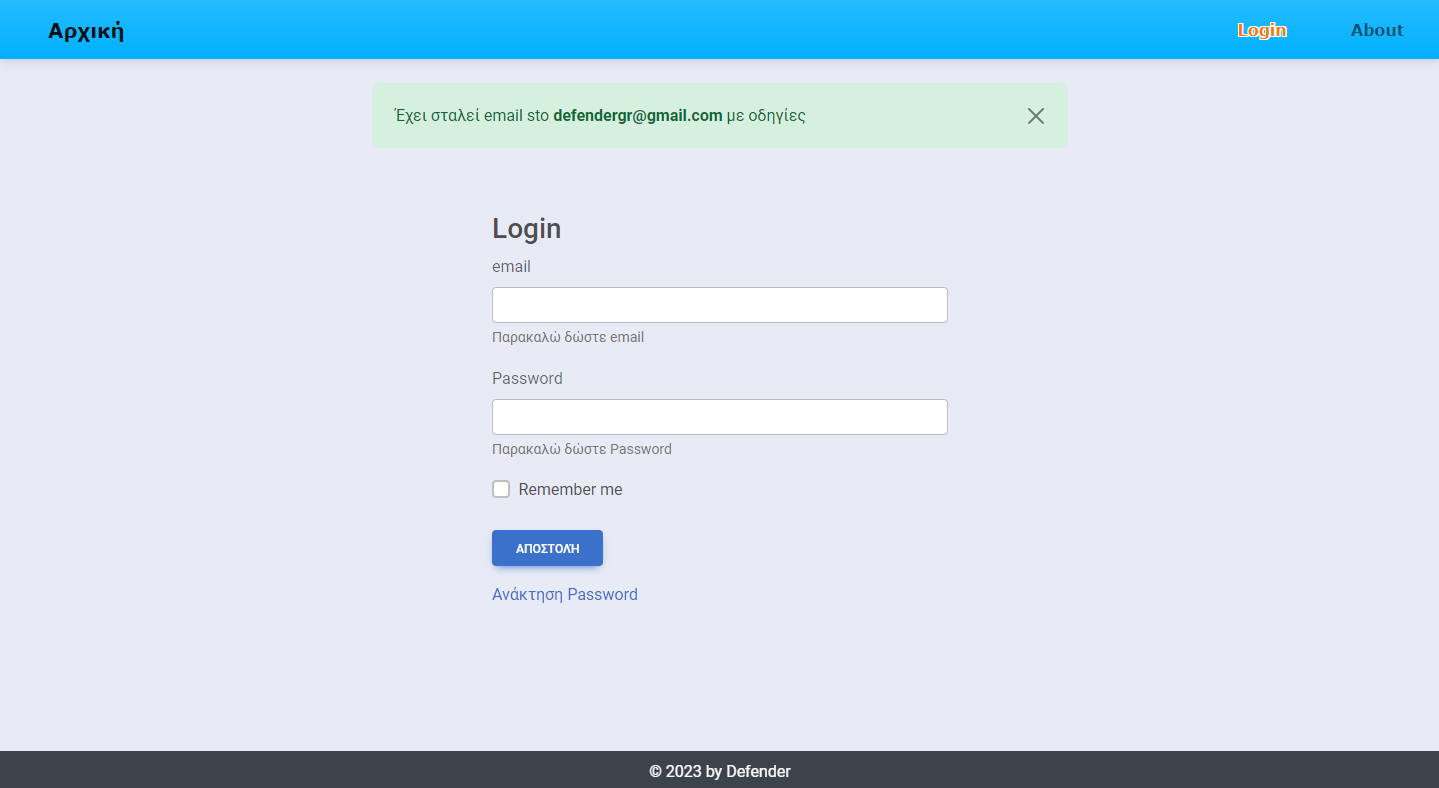 Αρχική
Login
About
Έχει σταλεί email sto defendergr@gmail.com με οδηγίες
Login
email
Παρακαλώ δώστε email
Password
Παρακαλώ δώστε Password
Remember me
ΑΠΟΣΤΟΛΉ
Ανάκτηση Password
© 2023 by Defender